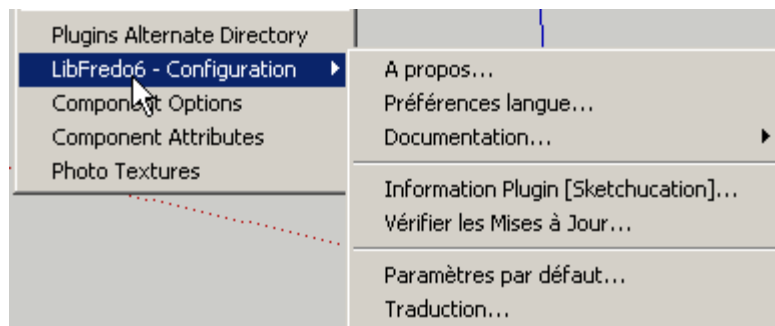 Plugins Alternate Directory
LibFredo6 - Configuration
Component Options
Component Attributes
Photo Textures
A propos...
Préférences langue...
Documentation...
Information Plugin [Sketchucation]...
Vérifier les Mises à Jour...
Paramètres par défaut...
Traduction...